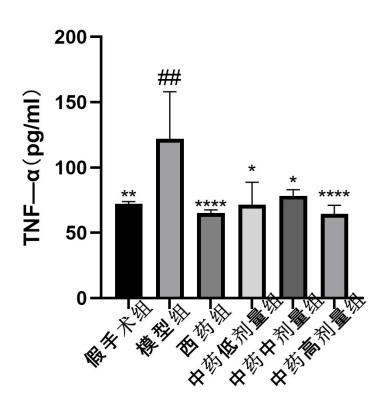 TNF—α(pg/ml)
200
150
100
50
0
##
**
****
*
*
****
假手术组
模型组
西药组
中药低剂量组
中药中剂量组
中药高剂量组